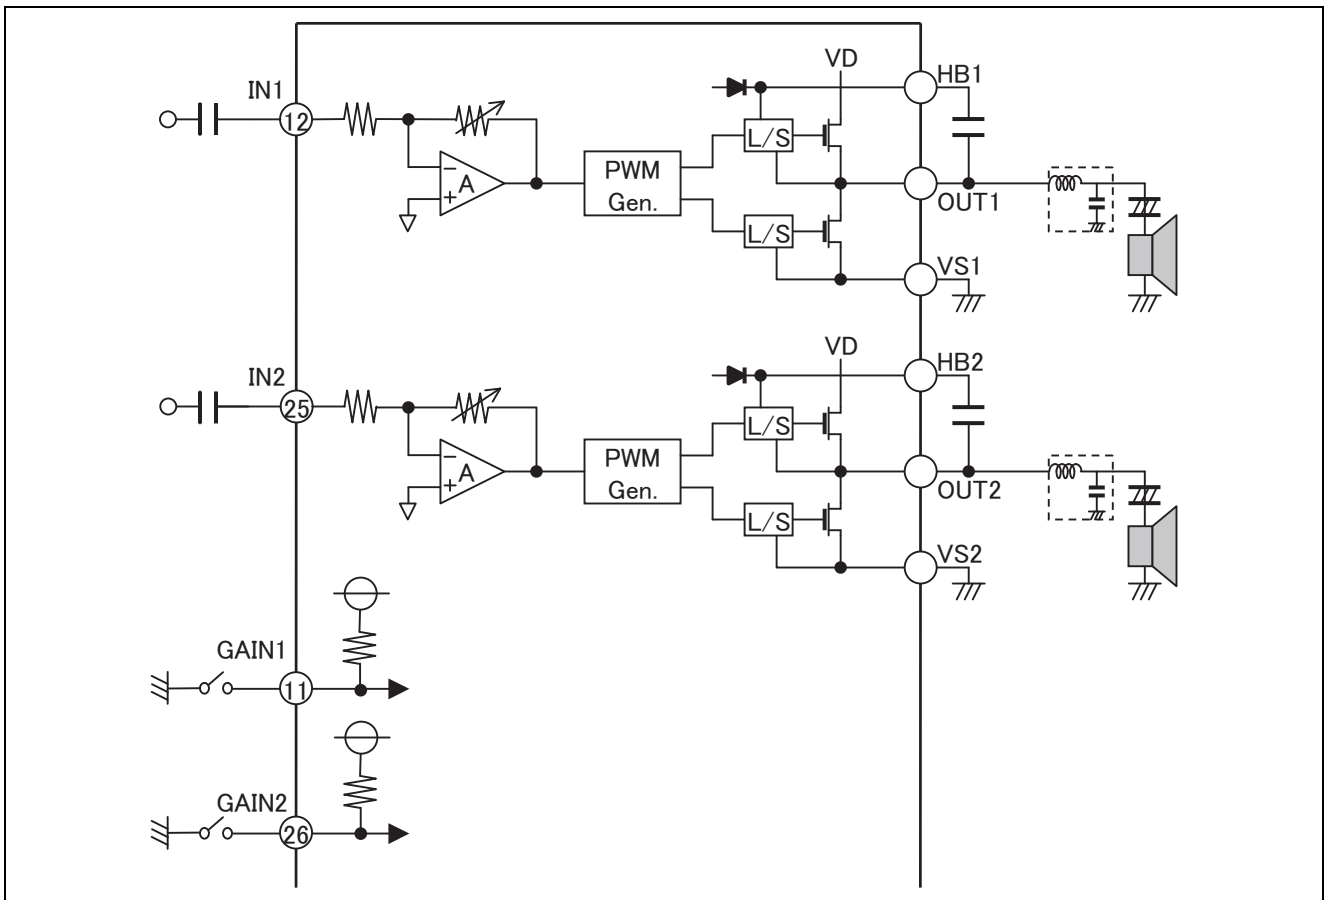 VD
HB1
IN1
12
L/S
PWM
Gen.
−
A
+
OUT1
L/S
VS1
VD
HB2
IN2
25
L/S
PWM
Gen.
−
A
+
OUT2
L/S
VS2
GAIN1
11
GAIN2
26